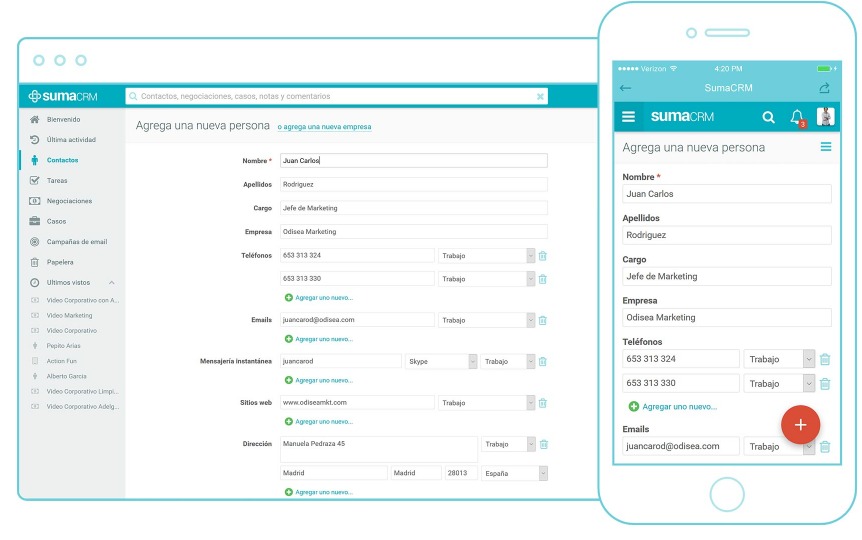 sumaCRM
Contactos, negociaciones, casos, notas y comentarios
Bienvenido
Última actividad
Contactos
Tareas
Negociaciones
Casos
Campañas de email
Papelera
Ultimos vistos
Video Corporativo con A...
Video Marketing
Video Corporativo
Pepito Arias
Action Fun
Alberto Garcia
Video Corporativo Limpi...
Video Corporativo Adelg...
Agrega una nueva persona o agrega una nueva empresa
Nombre * Juan Carlos
Apellidos Rodriguez
Cargo Jefe de Marketing
Empresa Odisea Marketing
Teléfonos 653 313 324 Trabajo
653 313 330 Trabajo
Agregar uno nuevo...
Emails juancarod@odisea.com Trabajo
Agregar uno nuevo...
Mensajería instantánea juancarod Skype Trabajo
Agregar uno nuevo...
Sitios web www.odiseamkt.com Trabajo
Agregar uno nuevo...
Dirección Manuela Pedraza 45 Trabajo
Madrid Madrid 28013 España
Agregar uno nuevo...
Verizon 4:20 PM
SumaCRM
sumaCRM 3
Agrega una nueva persona
Nombre *
Juan Carlos
Apellidos
Rodriguez
Cargo
Jefe de Marketing
Empresa
Odisea Marketing
Teléfonos
653 313 324 Trabajo
653 313 330 Trabajo
Agregar uno nuevo...
Emails
juancarod@odisea.com Trabajo